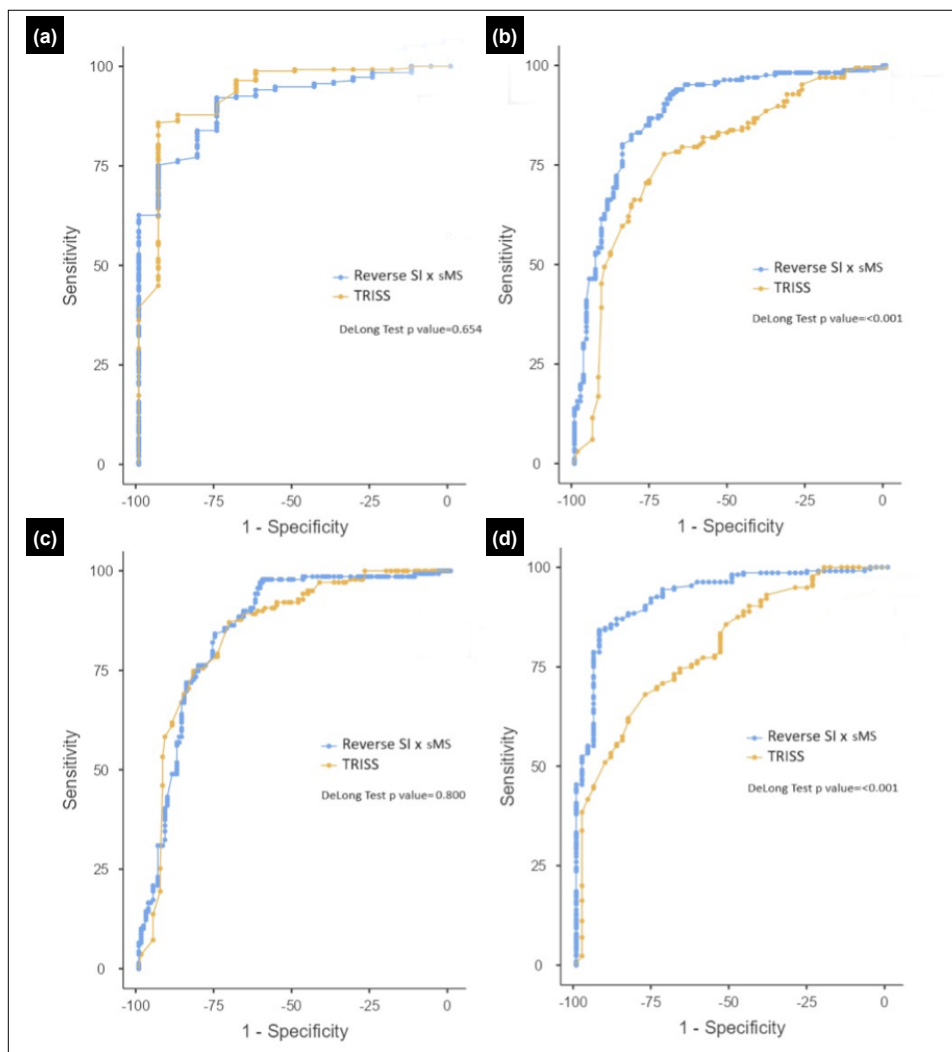 (a)
100
75
50
25
0
Sensitivity
Reverse SI x sMS
TRISS
DeLong Test p value=0.654
-100 -75 -50 -25 0
1 - Specificity
(b)
100
75
50
25
0
Sensitivity
Reverse SI x sMS
TRISS
DeLong Test p value=<0.001
-100 -75 -50 -25 0
1 - Specificity
(c)
100
75
50
25
0
Sensitivity
Reverse SI x sMS
TRISS
DeLong Test p value=0.800
-100 -75 -50 -25 0
1 - Specificity
(d)
100
75
50
25
0
Sensitivity
Reverse SI x sMS
TRISS
DeLong Test p value=<0.001
-100 -75 -50 -25 0
1 - Specificity